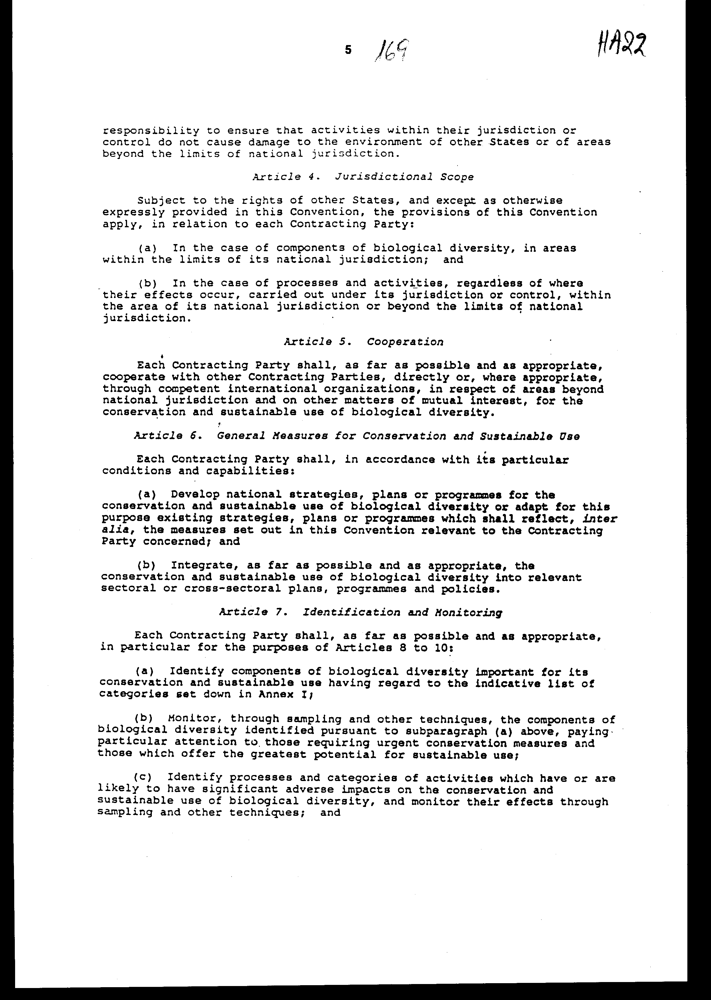 5 169 HA22
responsibility to ensure that activities within their jurisdiction or
control do not cause damage to the environment of other States or of areas
beyond the limits of national jurisdiction.
Article 4. Jurisdictional Scope
Subject to the rights of other States, and except as otherwise
expressly provided in this Convention, the provisions of this Convention
apply, in relation to each Contracting Party:
(a) In the case of components of biological diversity, in areas
within the limits of its national jurisdiction; and
(b) In the case of processes and activities, regardless of where
their effects occur, carried out under its jurisdiction or control, within
the area of its national jurisdiction or beyond the limits of national
jurisdiction.
Article 5. Cooperation
Each Contracting Party shall, as far as possible and as appropriate,
cooperate with other Contracting Parties, directly or, where appropriate,
through competent international organizations, in respect of areas beyond
national jurisdiction and on other matters of mutual interest, for the
conservation and sustainable use of biological diversity.
Article 6. General Measures for Conservation and Sustainable Use
Each Contracting Party shall, in accordance with its particular
conditions and capabilities:
(a) Develop national strategies, plans or programmes for the
conservation and sustainable use of biological diversity or adapt for this
purpose existing strategies, plans or programmes which shall reflect, inter
alia, the measures set out in this Convention relevant to the Contracting
Party concerned; and
(b) Integrate, as far as possible and as appropriate, the
conservation and sustainable use of biological diversity into relevant
sectoral or cross-sectoral plans, programmes and policies.
Article 7. Identification and Monitoring
Each Contracting Party shall, as far as possible and as appropriate,
in particular for the purposes of Articles 8 to 10:
(a) Identify components of biological diversity important for its
conservation and sustainable use having regard to the indicative list of
categories set down in Annex I;
(b) Monitor, through sampling and other techniques, the components of
biological diversity identified pursuant to subparagraph (a) above, paying
particular attention to those requiring urgent conservation measures and
those which offer the greatest potential for sustainable use;
(c) Identify processes and categories of activities which have or are
likely to have significant adverse impacts on the conservation and
sustainable use of biological diversity, and monitor their effects through
sampling and other techniques; and